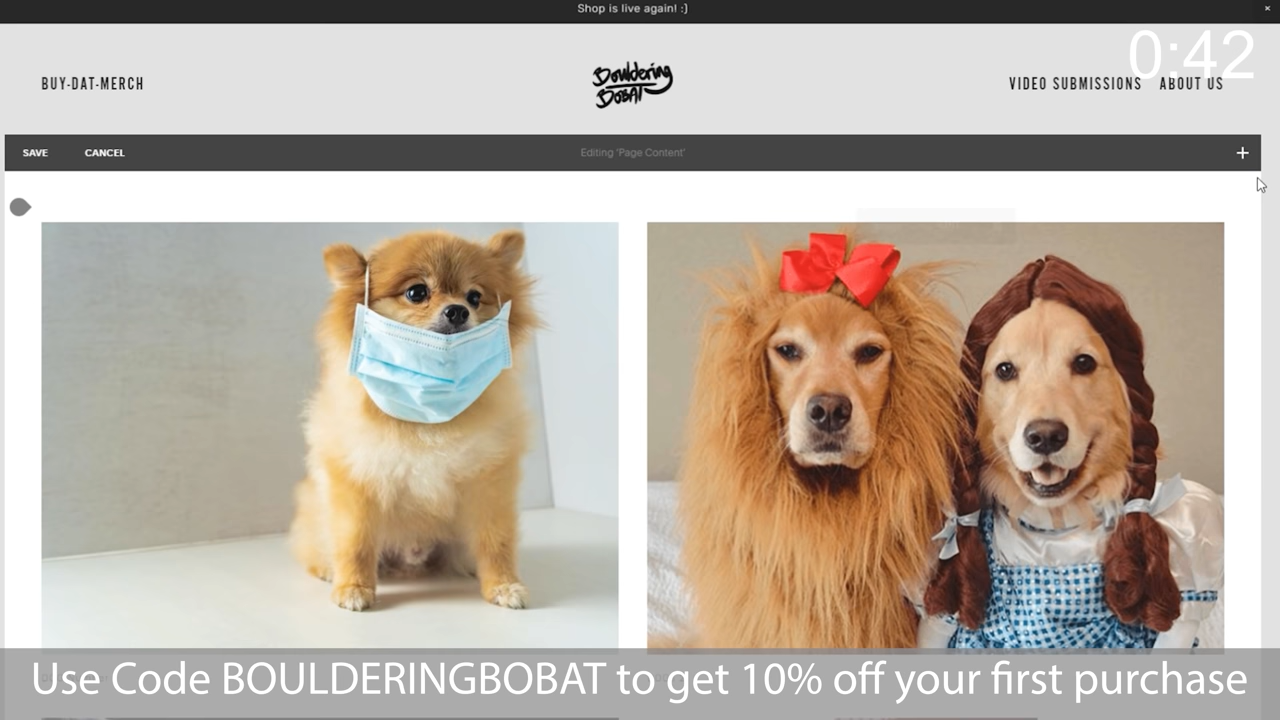 Shop is live again! :)
×
0:42
BUY-DAT-MERCH
Bouldering
BOBAT
VIDEO SUBMISSIONS ABOUT US
SAVE CANCEL Editing 'Page Content' +
Use Code BOULDERINGBOBAT to get 10% off your first purchase